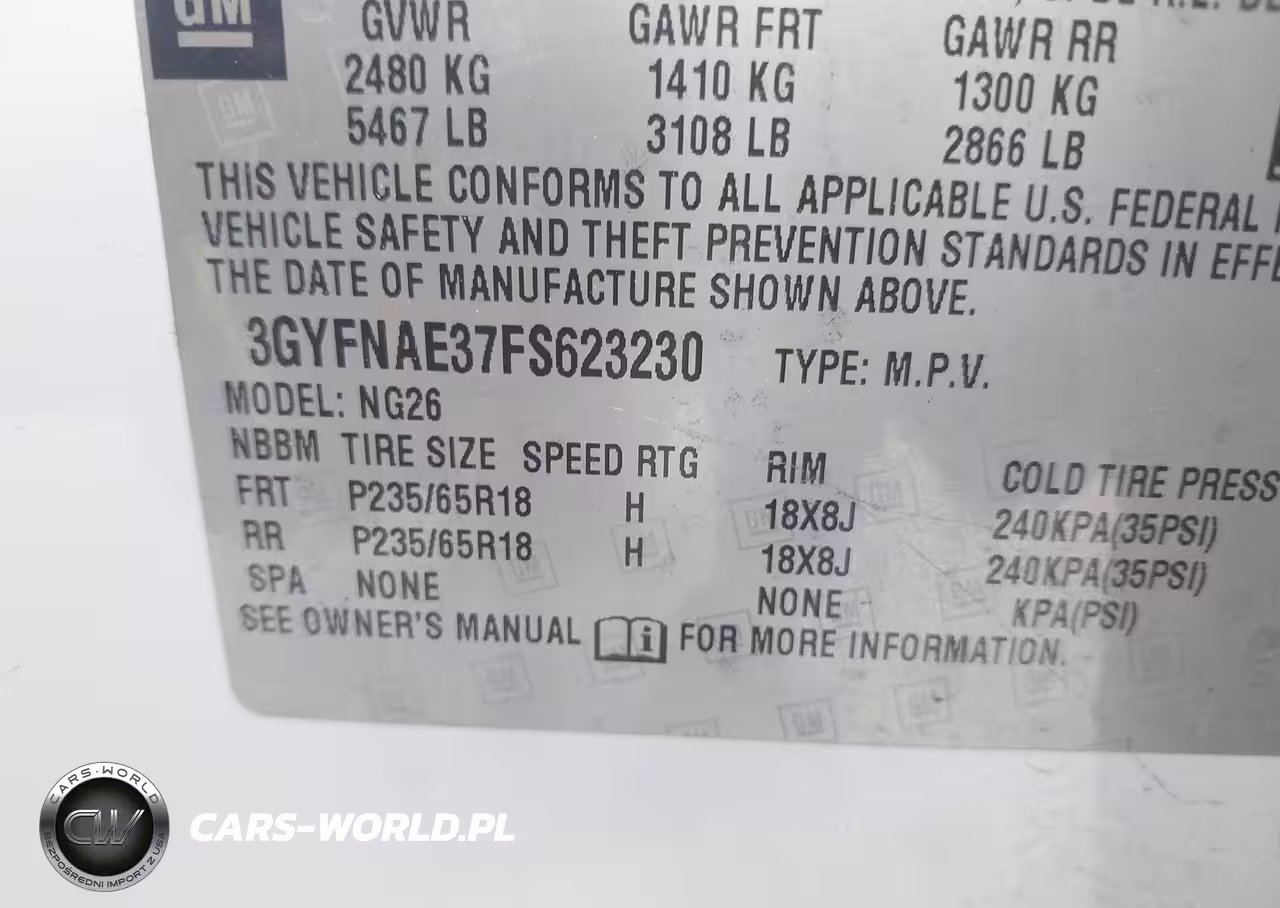 GM
GVWR GAWR FRT GAWR RR
2480 KG 1410 KG 1300 KG
5467 LB 3108 LB 2866 LB
THIS VEHICLE CONFORMS TO ALL APPLICABLE U.S. FEDERAL
VEHICLE SAFETY AND THEFT PREVENTION STANDARDS IN EFFE
THE DATE OF MANUFACTURE SHOWN ABOVE.
3GYFNAE37FS623230 TYPE: M.P.V.
MODEL: NG26
NBBM TIRE SIZE SPEED RTG RIM COLD TIRE PRESS
FRT P235/65R18 H 18X8J 240KPA(35PSI)
RR P235/65R18 H 18X8J 240KPA(35PSI)
SPA NONE NONE KPA(PSI)
SEE OWNER'S MANUAL i FOR MORE INFORMATION.
CARS-WORLD
CW
BEZPOŚREDNI IMPORT Z USA
CARS-WORLD.PL